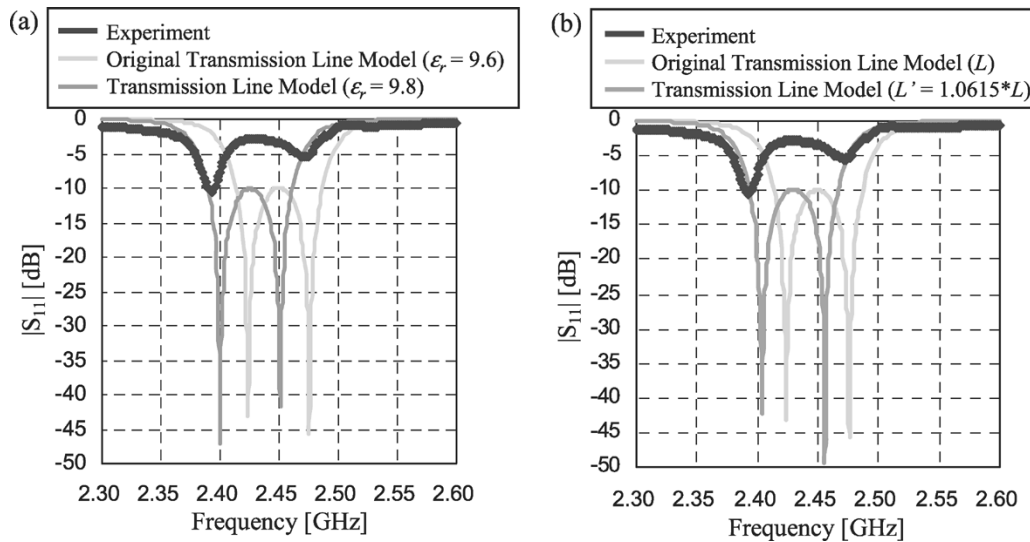 (a)
Experiment
Original Transmission Line Model (εr = 9.6)
Transmission Line Model (εr = 9.8)
0
-5
-10
-15
-20
-25
-30
-35
-40
-45
-50
|S11| [dB]
2.30 2.35 2.40 2.45 2.50 2.55 2.60
Frequency [GHz]
(b)
Experiment
Original Transmission Line Model (L)
Transmission Line Model (L' = 1.0615*L)
0
-5
-10
-15
-20
-25
-30
-35
-40
-45
-50
|S11| [dB]
2.30 2.35 2.40 2.45 2.50 2.55 2.60
Frequency [GHz]